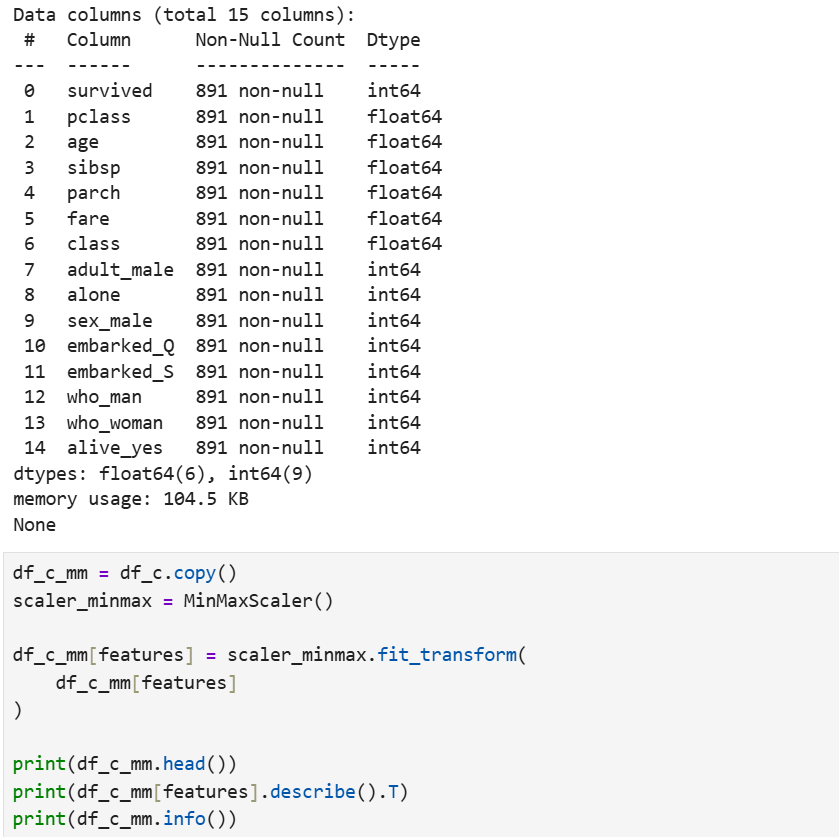 Data columns (total 15 columns):
 #   Column      Non-Null Count  Dtype
---  ------      --------------  -----
 0   survived    891 non-null    int64
 1   pclass      891 non-null    float64
 2   age         891 non-null    float64
 3   sibsp       891 non-null    float64
 4   parch       891 non-null    float64
 5   fare        891 non-null    float64
 6   class       891 non-null    float64
 7   adult_male  891 non-null    int64
 8   alone       891 non-null    int64
 9   sex_male    891 non-null    int64
 10  embarked_Q  891 non-null    int64
 11  embarked_S  891 non-null    int64
 12  who_man     891 non-null    int64
 13  who_woman   891 non-null    int64
 14  alive_yes   891 non-null    int64
dtypes: float64(6), int64(9)
memory usage: 104.5 KB
None
df_c_mm = df_c.copy()
scaler_minmax = MinMaxScaler()

df_c_mm[features] = scaler_minmax.fit_transform(
    df_c_mm[features]
)

print(df_c_mm.head())
print(df_c_mm[features].describe().T)
print(df_c_mm.info())